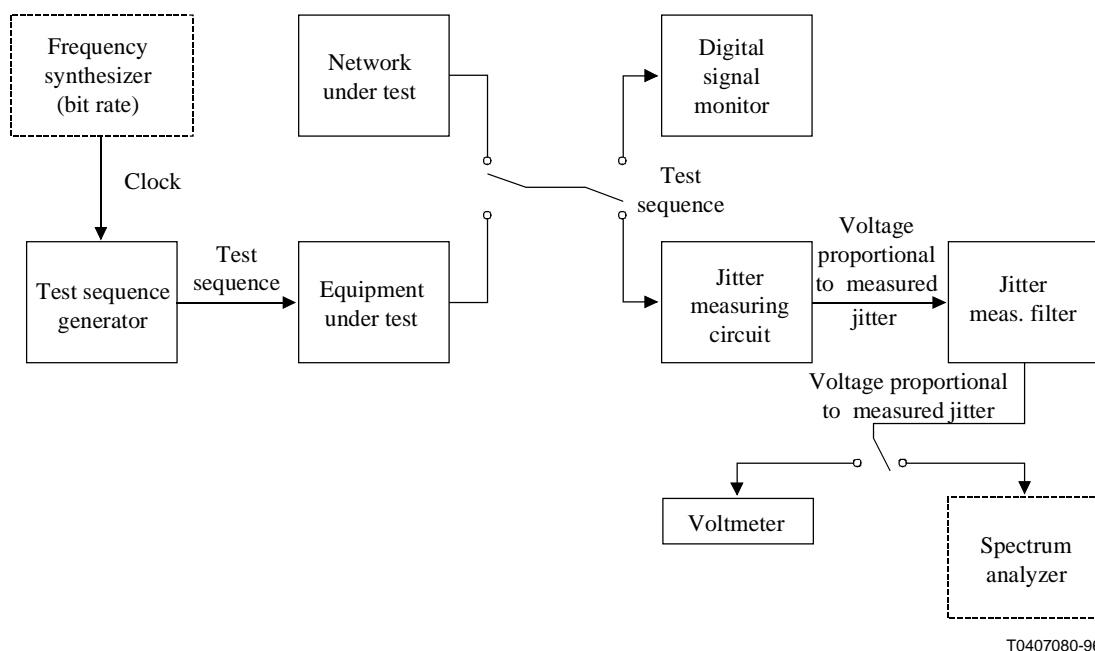 Frequency
synthesizer
(bit rate)
Network
under test
Digital
signal
monitor
Clock
Test
sequence
Test sequence
generator
Test
sequence
Equipment
under test
Jitter
measuring
circuit
Voltage
proportional
to measured
jitter
Jitter
meas. filter
Voltage proportional
to measured jitter
Voltmeter
Spectrum
analyzer
T0407080-96